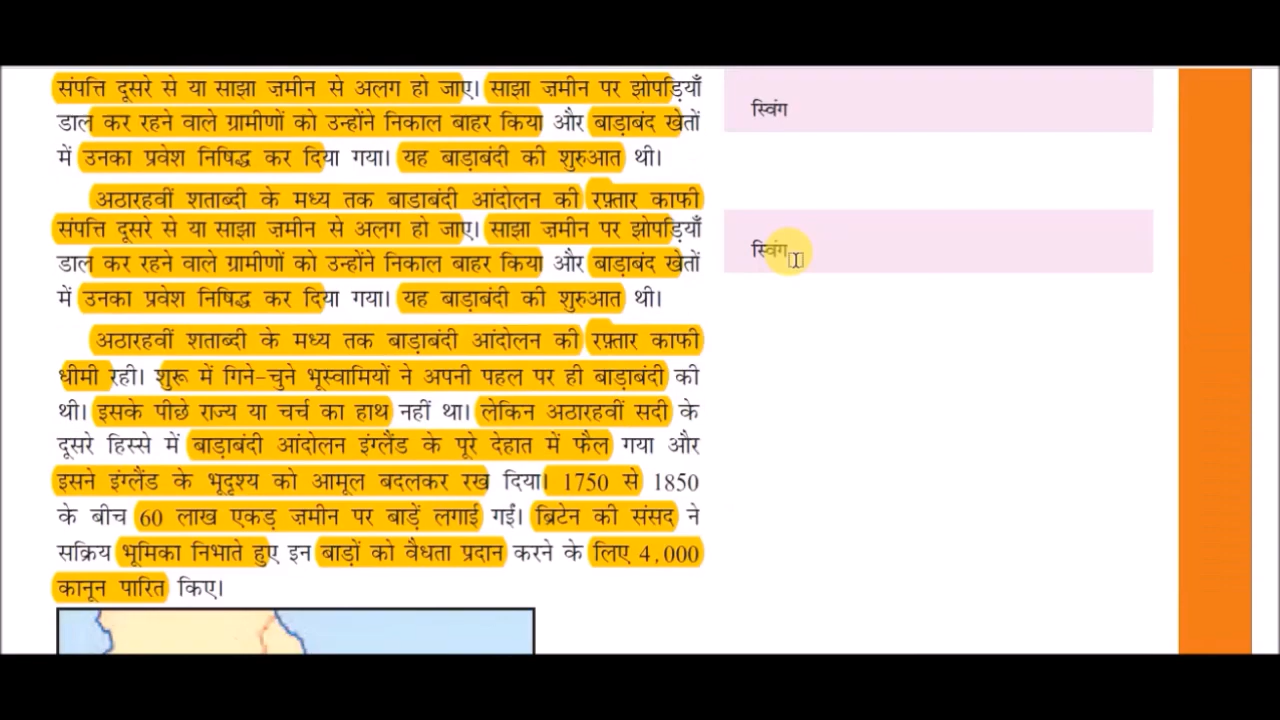 संपत्ति दूसरे से या साझा ज़मीन से अलग हो जाए। साझा ज़मीन पर झोपड़ियाँ
डाल कर रहने वाले ग्रामीणों को उन्होंने निकाल बाहर किया और बाड़ाबंद खेतों
में उनका प्रवेश निषिद्ध कर दिया गया। यह बाड़ाबंदी की शुरुआत थी।
अठारहवीं शताब्दी के मध्य तक बाडाबंदी आंदोलन की रफ़्तार काफी
संपत्ति दूसरे से या साझा ज़मीन से अलग हो जाए। साझा ज़मीन पर झोपड़ियाँ
डाल कर रहने वाले ग्रामीणों को उन्होंने निकाल बाहर किया और बाड़ाबंद खेतों
में उनका प्रवेश निषिद्ध कर दिया गया। यह बाड़ाबंदी की शुरुआत थी।
अठारहवीं शताब्दी के मध्य तक बाड़ाबंदी आंदोलन की रफ़्तार काफी
धीमी रही। शुरू में गिने-चुने भूस्वामियों ने अपनी पहल पर ही बाड़ाबंदी की
थी। इसके पीछे राज्य या चर्च का हाथ नहीं था। लेकिन अठारहवीं सदी के
दूसरे हिस्से में बाड़ाबंदी आंदोलन इंग्लैंड के पूरे देहात में फैल गया और
इसने इंग्लैंड के भूदृश्य को आमूल बदलकर रख दिया। 1750 से 1850
के बीच 60 लाख एकड़ ज़मीन पर बाड़ें लगाई गईं। ब्रिटेन की संसद ने
सक्रिय भूमिका निभाते हुए इन बाड़ों को वैधता प्रदान करने के लिए 4,000
कानून पारित किए।
स्विंग
स्विंग